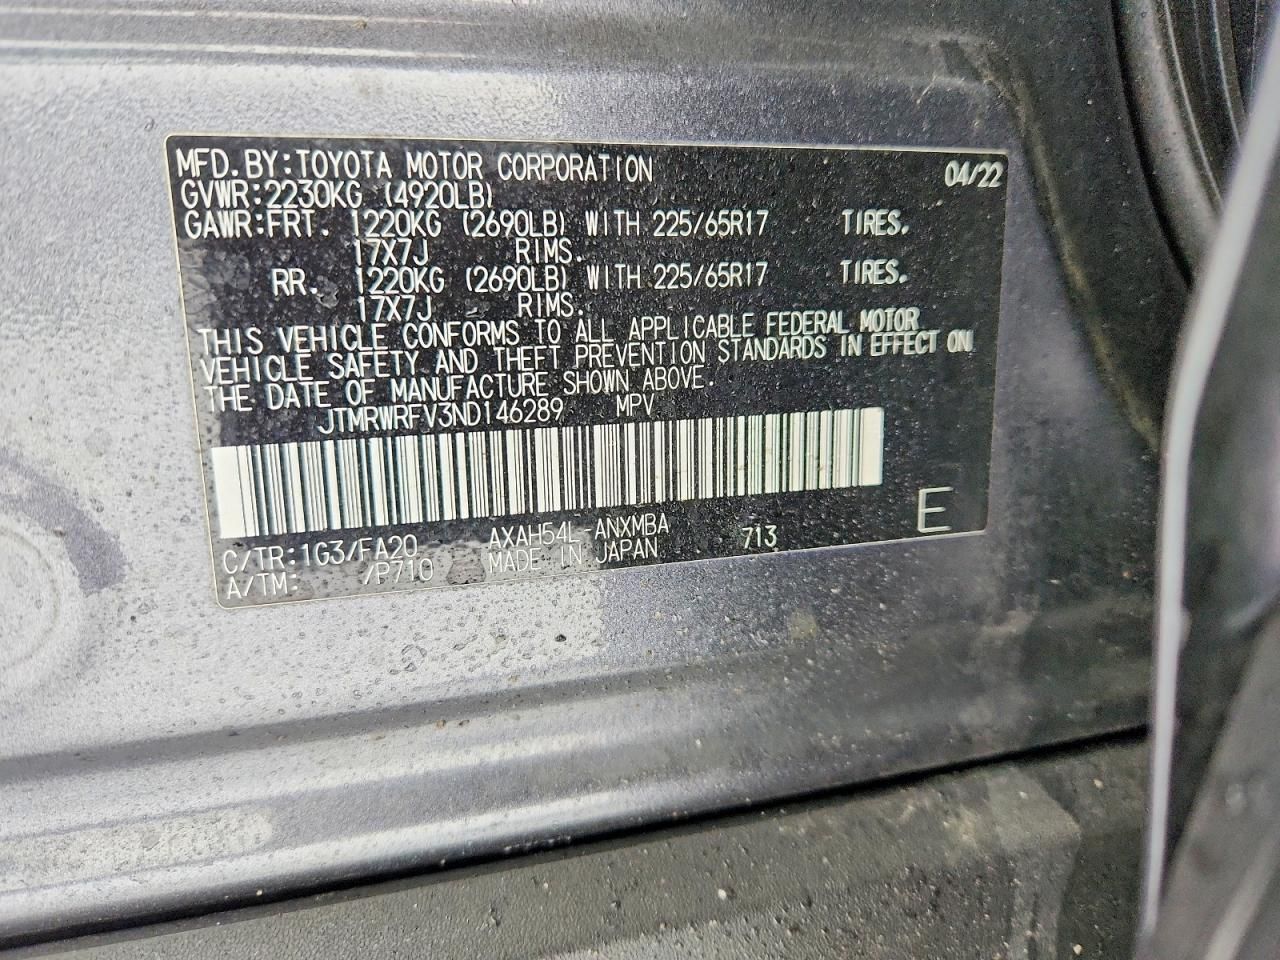 MFD.BY:TOYOTA MOTOR CORPORATION 04/22
GVWR:2230KG (4920LB)
GAWR:FRT. 1220KG (2690LB) WITH 225/65R17 TIRES.
17X7J RIMS.
RR. 1220KG (2690LB) WITH 225/65R17 TIRES.
17X7J RIMS.
THIS VEHICLE CONFORMS TO ALL APPLICABLE FEDERAL MOTOR
VEHICLE SAFETY AND THEFT PREVENTION STANDARDS IN EFFECT ON
THE DATE OF MANUFACTURE SHOWN ABOVE.
JTMRWRFV3ND146289 MPV
C/TR:1G3/FA20 AXAH54L-ANXMBA 713 E
A/TM: /P710 MADE IN JAPAN